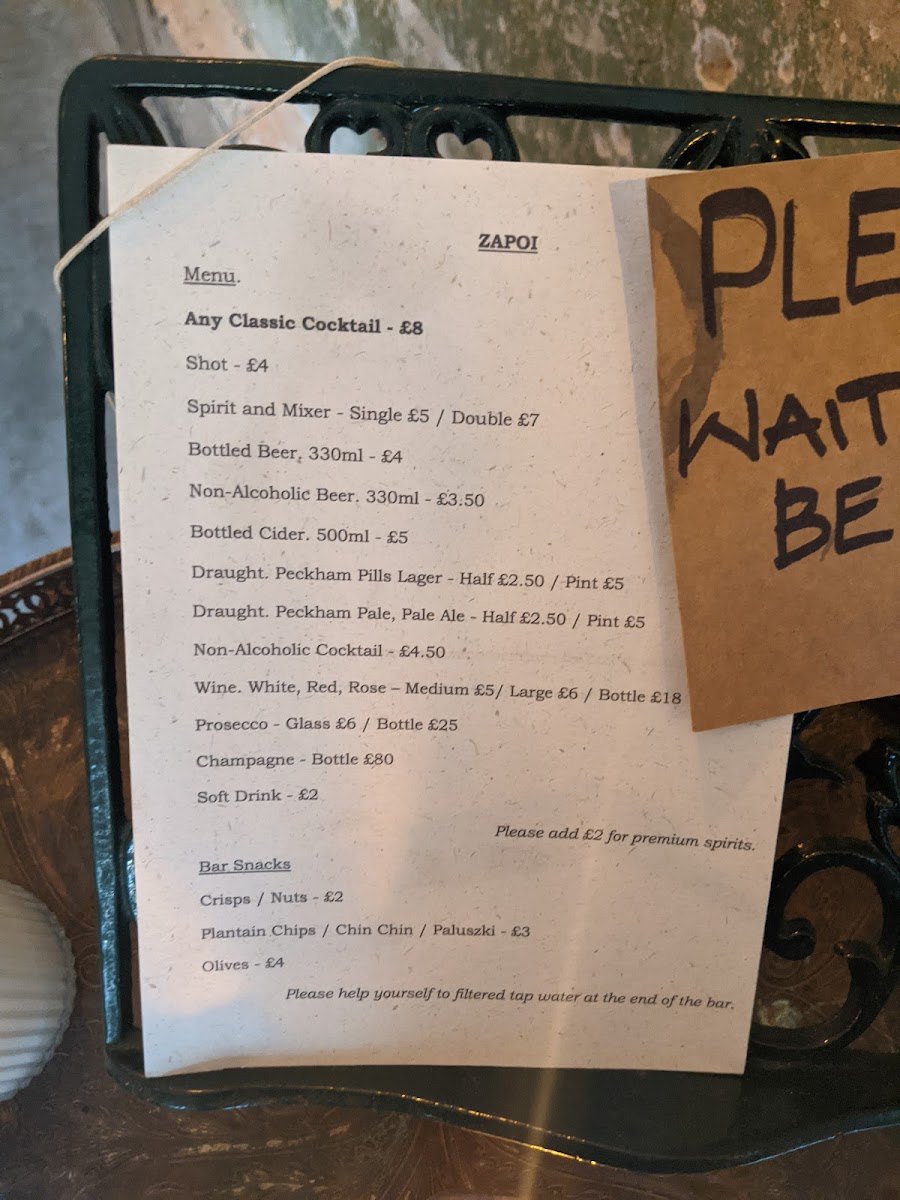 ZAPOI
Menu.
Any Classic Cocktail - £8
Shot - £4
Spirit and Mixer - Single £5 / Double £7
Bottled Beer. 330ml - £4
Non-Alcoholic Beer. 330ml - £3.50
Bottled Cider. 500ml - £5
Draught. Peckham Pills Lager - Half £2.50 / Pint £5
Draught. Peckham Pale, Pale Ale - Half £2.50 / Pint £5
Non-Alcoholic Cocktail - £4.50
Wine. White, Red, Rose – Medium £5/ Large £6 / Bottle £18
Prosecco - Glass £6 / Bottle £25
Champagne - Bottle £80
Soft Drink - £2
Please add £2 for premium spirits.
Bar Snacks
Crisps / Nuts - £2
Plantain Chips / Chin Chin / Paluszki - £3
Olives - £4
Please help yourself to filtered tap water at the end of the bar.
PLE
WAIT
BE